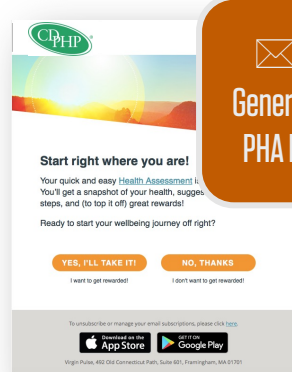 CDPHP
Gener
PHA
Start right where you are!
Your quick and easy Health Assessment i
You'll get a snapshot of your health, sugges
steps, and (to top it off) great rewards!
Ready to start your wellbeing journey off right?
YES, I'LL TAKE IT!
NO, THANKS
I want to get rewarded!
I don't want to get rewarded!
To unsubscribe or manage your email subscriptions, please click here.
Download on the
App Store
GET IT ON
Google Play
Virgin Pulse, 492 Old Connecticut Path, Suite 601, Framingham, MA 01701